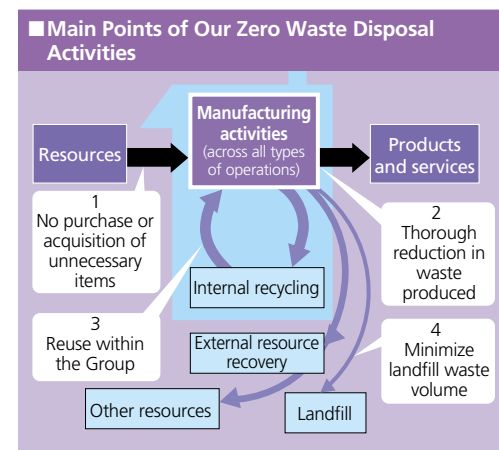 ■Main Points of Our Zero Waste Disposal
Activities
Manufacturing
activities
(across all types
of operations)
Resources
Products
and services
1
No purchase or
acquisition of
unnecessary
items
2
Thorough
reduction in
waste
produced
Internal recycling
3
Reuse within
the Group
External resource
recovery
4
Minimize
landfill waste
volume
Other resources
Landfill